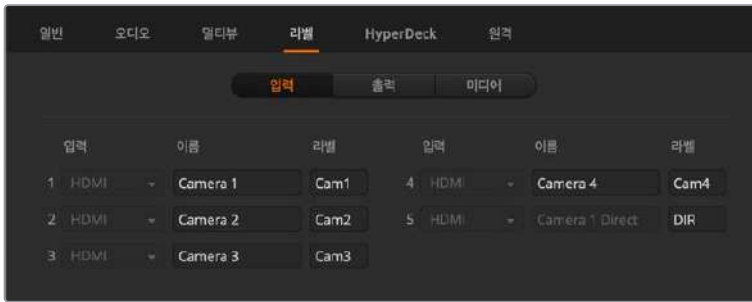 일반 오디오 멀티뷰 라벨 HyperDeck 원격
입력 출력 미디어
입력 이름 라벨 입력 이름 라벨
1 HDMI Camera 1 Cam1 4 HDMI Camera 4 Cam4
2 HDMI Camera 2 Cam2 5 HDMI Camera 1 Direct DIR
3 HDMI Camera 3 Cam3